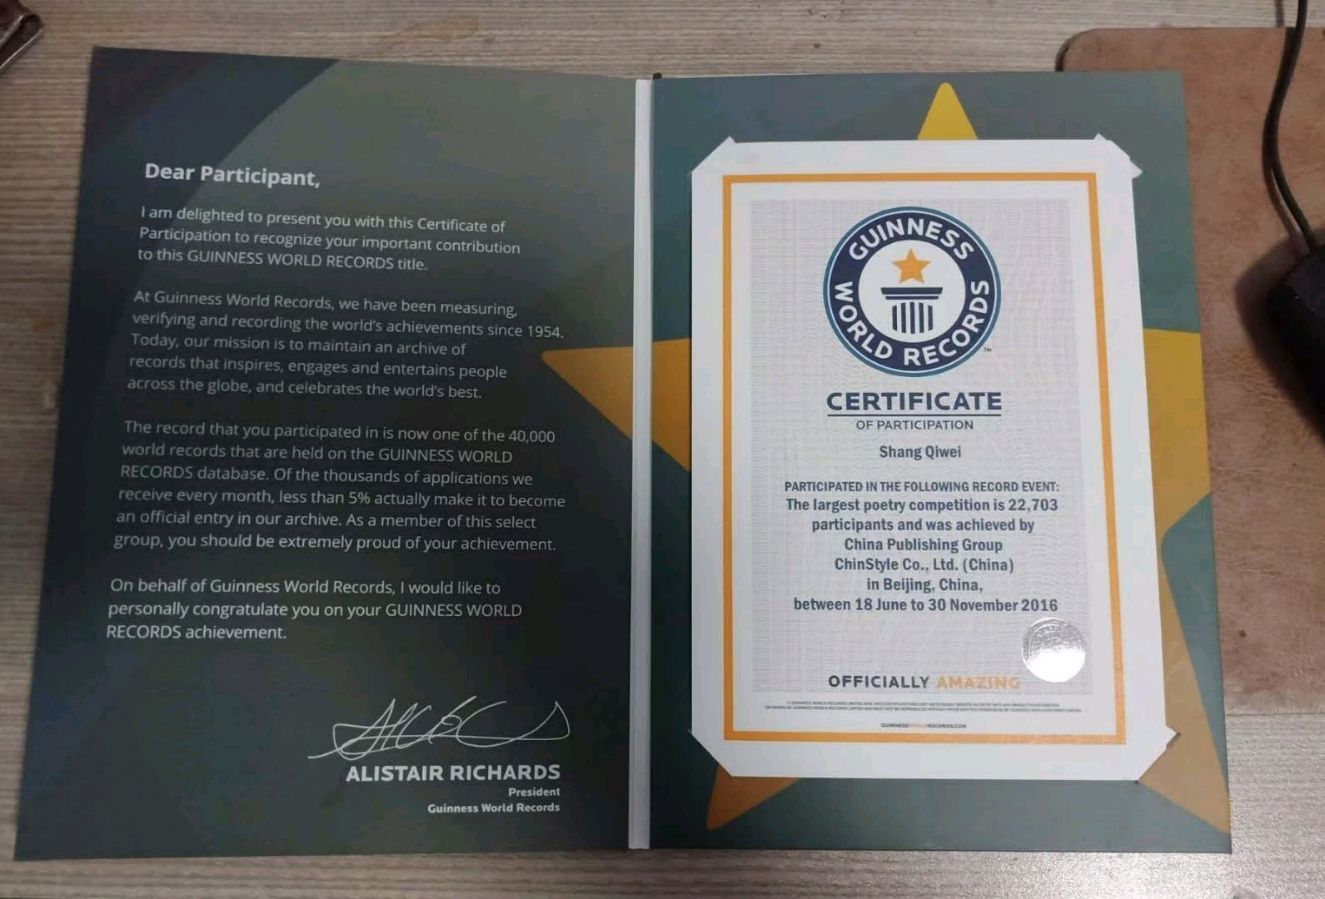 Dear Participant,
I am delighted to present you with this Certificate of
Participation to recognize your important contribution
to this GUINNESS WORLD RECORDS title.
At Guinness World Records, we have been measuring,
verifying and recording the world's achievements since 1954.
Today, our mission is to maintain an archive of
records that inspires, engages and entertains people
across the globe, and celebrates the world's best.
The record that you participated in is now one of the 40,000
world records that are held on the GUINNESS WORLD
RECORDS database. Of the thousands of applications we
receive every month, less than 5% actually make it to become
an official entry in our archive. As a member of this select
group, you should be extremely proud of your achievement.
On behalf of Guinness World Records, I would like to
personally congratulate you on your GUINNESS WORLD
RECORDS achievement.
ALISTAIR RICHARDS
President
Guinness World Records
GUINNESS
WORLD RECORDS
™
CERTIFICATE
OF PARTICIPATION
Shang Qiwei
PARTICIPATED IN THE FOLLOWING RECORD EVENT:
The largest poetry competition is 22,703
participants and was achieved by
China Publishing Group
ChinStyle Co., Ltd. (China)
in Beijing, China,
between 18 June to 30 November 2016
OFFICIALLY AMAZING
GUINNESSWORLDRECORDS.COM